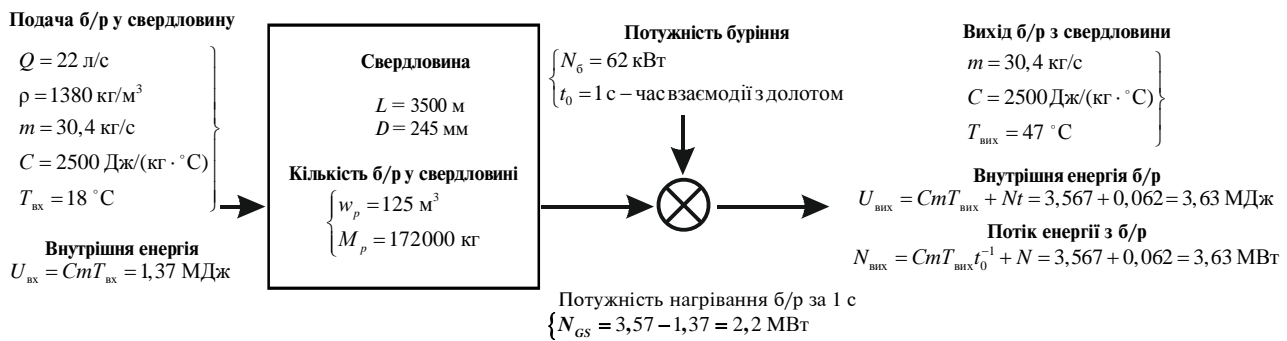 Подача б/р у свердловину
Q = 22 л/с
ρ = 1380 кг/м³
m = 30,4 кг/с
C = 2500 Дж/(кг · °C)
T_вх = 18 °C
Внутрішня енергія
U_вх = CmT_вх = 1,37 МДж
Свердловина
L = 3500 м
D = 245 мм
Кількість б/р у свердловині
w_p = 125 м³
M_p = 172000 кг
Потужність буріння
N_б = 62 кВт
t₀ = 1 с – час взаємодії з долотом
Потужність нагрівання б/р за 1 с
N_GS = 3,57 – 1,37 = 2,2 МВт
Вихід б/р з свердловини
m = 30,4 кг/с
C = 2500 Дж/(кг · °C)
T_вих = 47 °C
Внутрішня енергія б/р
U_вих = CmT_вих + Nt = 3,567 + 0,062 = 3,63 МДж
Потік енергії з б/р
N_вих = CmT_вих t₀⁻¹ + N = 3,567 + 0,062 = 3,63 МВт